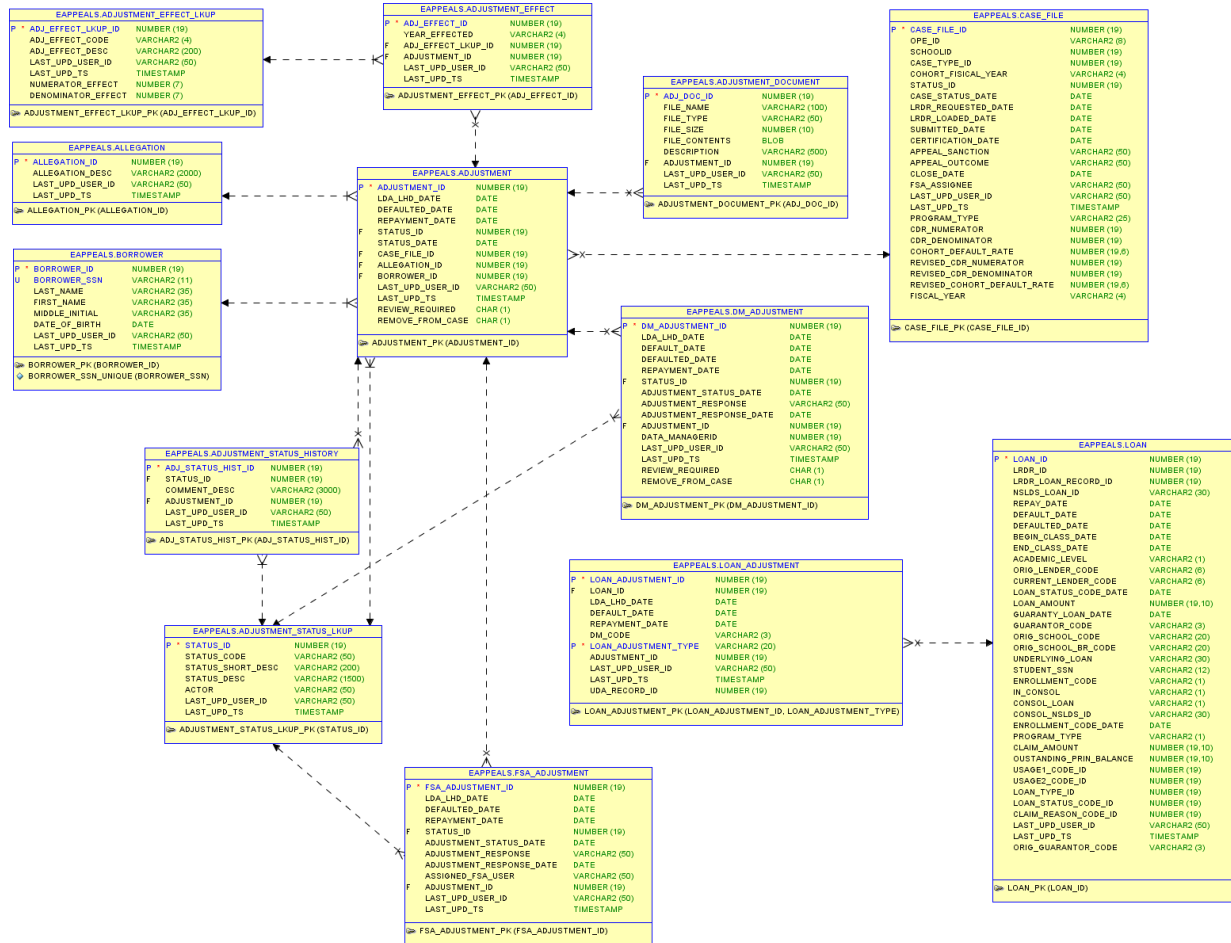 EAPPEALS.ADJUSTMENT_EFFECT_LKUP
P * ADJ_EFFECT_LKUP_ID NUMBER (19)
ADJ_EFFECT_CODE VARCHAR2 (4)
ADJ_EFFECT_DESC VARCHAR2 (200)
LAST_UPD_USER_ID VARCHAR2 (50)
LAST_UPD_TS TIMESTAMP
NUMERATOR_EFFECT NUMBER (7)
DENOMINATOR_EFFECT NUMBER (7)
ADJUSTMENT_EFFECT_LKUP_PK (ADJ_EFFECT_LKUP_ID)
EAPPEALS.ADJUSTMENT_EFFECT
P * ADJ_EFFECT_ID NUMBER (19)
YEAR_EFFECTED VARCHAR2 (4)
F ADJ_EFFECT_LKUP_ID NUMBER (19)
F ADJUSTMENT_ID NUMBER (19)
LAST_UPD_USER_ID VARCHAR2 (50)
LAST_UPD_TS TIMESTAMP
ADJUSTMENT_EFFECT_PK (ADJ_EFFECT_ID)
EAPPEALS.CASE_FILE
P * CASE_FILE_ID NUMBER (19)
OPE_ID VARCHAR2 (8)
SCHOOLID NUMBER (19)
CASE_TYPE_ID NUMBER (19)
COHORT_FISCAL_YEAR VARCHAR2 (4)
STATUS_ID NUMBER (19)
CASE_STATUS_DATE DATE
LRDR_REQUESTED_DATE DATE
LRDR_LOADED_DATE DATE
SUBMITTED_DATE DATE
CERTIFICATION_DATE DATE
APPEAL_SANCTION VARCHAR2 (50)
APPEAL_OUTCOME VARCHAR2 (50)
CLOSE_DATE DATE
FSA_ASSIGNEE VARCHAR2 (50)
LAST_UPD_USER_ID VARCHAR2 (50)
LAST_UPD_TS TIMESTAMP
PROGRAM_TYPE VARCHAR2 (25)
CDR_NUMERATOR NUMBER (19)
CDR_DENOMINATOR NUMBER (19)
COHORT_DEFAULT_RATE NUMBER (19,6)
REVISED_CDR_NUMERATOR NUMBER (19)
REVISED_CDR_DENOMINATOR NUMBER (19)
REVISED_COHORT_DEFAULT_RATE NUMBER (19,6)
FISCAL_YEAR VARCHAR2 (4)
CASE_FILE_PK (CASE_FILE_ID)
EAPPEALS.ADJUSTMENT_DOCUMENT
P * ADJ_DOC_ID NUMBER (19)
FILE_NAME VARCHAR2 (100)
FILE_TYPE VARCHAR2 (50)
FILE_SIZE NUMBER (10)
FILE_CONTENTS BLOB
DESCRIPTION VARCHAR2 (500)
F ADJUSTMENT_ID NUMBER (19)
LAST_UPD_USER_ID VARCHAR2 (50)
LAST_UPD_TS TIMESTAMP
ADJUSTMENT_DOCUMENT_PK (ADJ_DOC_ID)
EAPPEALS.ALLEGATION
P * ALLEGATION_ID NUMBER (19)
ALLEGATION_DESC VARCHAR2 (2000)
LAST_UPD_USER_ID VARCHAR2 (50)
LAST_UPD_TS TIMESTAMP
ALLEGATION_PK (ALLEGATION_ID)
EAPPEALS.ADJUSTMENT
P * ADJUSTMENT_ID NUMBER (19)
LDA_LHD_DATE DATE
DEFAULTED_DATE DATE
REPAYMENT_DATE DATE
F STATUS_ID NUMBER (19)
STATUS_DATE DATE
F CASE_FILE_ID NUMBER (19)
F ALLEGATION_ID NUMBER (19)
F BORROWER_ID NUMBER (19)
LAST_UPD_USER_ID VARCHAR2 (50)
LAST_UPD_TS TIMESTAMP
REVIEW_REQUIRED CHAR (1)
REMOVE_FROM_CASE CHAR (1)
ADJUSTMENT_PK (ADJUSTMENT_ID)
EAPPEALS.BORROWER
P * BORROWER_ID NUMBER (19)
U BORROWER_SSN VARCHAR2 (11)
LAST_NAME VARCHAR2 (35)
FIRST_NAME VARCHAR2 (35)
MIDDLE_INITIAL VARCHAR2 (35)
DATE_OF_BIRTH DATE
LAST_UPD_USER_ID VARCHAR2 (50)
LAST_UPD_TS TIMESTAMP
BORROWER_PK (BORROWER_ID)
BORROWER_SSN_UNIQUE (BORROWER_SSN)
EAPPEALS.DM_ADJUSTMENT
P * DM_ADJUSTMENT_ID NUMBER (19)
LDA_LHD_DATE DATE
DEFAULT_DATE DATE
DEFAULTED_DATE DATE
REPAYMENT_DATE DATE
F STATUS_ID NUMBER (19)
ADJUSTMENT_STATUS_DATE DATE
ADJUSTMENT_RESPONSE VARCHAR2 (50)
ADJUSTMENT_RESPONSE_DATE DATE
F ADJUSTMENT_ID NUMBER (19)
DATA_MANAGERID NUMBER (19)
LAST_UPD_USER_ID VARCHAR2 (50)
LAST_UPD_TS TIMESTAMP
REVIEW_REQUIRED CHAR (1)
REMOVE_FROM_CASE CHAR (1)
DM_ADJUSTMENT_PK (DM_ADJUSTMENT_ID)
EAPPEALS.ADJUSTMENT_STATUS_HISTORY
P * ADJ_STATUS_HIST_ID NUMBER (19)
F STATUS_ID NUMBER (19)
COMMENT_DESC VARCHAR2 (3000)
F ADJUSTMENT_ID NUMBER (19)
LAST_UPD_USER_ID VARCHAR2 (50)
LAST_UPD_TS TIMESTAMP
ADJ_STATUS_HIST_PK (ADJ_STATUS_HIST_ID)
EAPPEALS.LOAN
P * LOAN_ID NUMBER (19)
LRDR_ID NUMBER (19)
LRDR_LOAN_RECORD_ID NUMBER (19)
NSLDS_LOAN_ID VARCHAR2 (30)
REPAY_DATE DATE
DEFAULT_DATE DATE
DEFAULTED_DATE DATE
BEGIN_CLASS_DATE DATE
END_CLASS_DATE DATE
ACADEMIC_LEVEL VARCHAR2 (1)
ORIG_LENDER_CODE VARCHAR2 (6)
CURRENT_LENDER_CODE VARCHAR2 (6)
LOAN_STATUS_CODE_DATE DATE
LOAN_AMOUNT NUMBER (19,10)
GUARANTY_LOAN_DATE DATE
GUARANTOR_CODE VARCHAR2 (3)
ORIG_SCHOOL_CODE VARCHAR2 (20)
ORIG_SCHOOL_BR_CODE VARCHAR2 (20)
UNDERLYING_LOAN VARCHAR2 (30)
STUDENT_SSN VARCHAR2 (12)
ENROLLMENT_CODE VARCHAR2 (1)
IN_CONSOL VARCHAR2 (1)
CONSOL_LOAN VARCHAR2 (1)
CONSOL_NSLDS_ID VARCHAR2 (30)
ENROLLMENT_CODE_DATE DATE
PROGRAM_TYPE VARCHAR2 (1)
CLAIM_AMOUNT NUMBER (19,10)
OUSTANDING_PRIN_BALANCE NUMBER (19,10)
USAGE1_CODE_ID NUMBER (19)
USAGE2_CODE_ID NUMBER (19)
LOAN_TYPE_ID NUMBER (19)
LOAN_STATUS_CODE_ID NUMBER (19)
CLAIM_REASON_CODE_ID NUMBER (19)
LAST_UPD_USER_ID VARCHAR2 (50)
LAST_UPD_TS TIMESTAMP
ORIG_GUARANTOR_CODE VARCHAR2 (3)
LOAN_PK (LOAN_ID)
EAPPEALS.LOAN_ADJUSTMENT
P * LOAN_ADJUSTMENT_ID NUMBER (19)
F LOAN_ID NUMBER (19)
LDA_LHD_DATE DATE
DEFAULT_DATE DATE
REPAYMENT_DATE DATE
DM_CODE VARCHAR2 (3)
P * LOAN_ADJUSTMENT_TYPE VARCHAR2 (20)
ADJUSTMENT_ID NUMBER (19)
LAST_UPD_USER_ID VARCHAR2 (50)
LAST_UPD_TS TIMESTAMP
UDA_RECORD_ID NUMBER (19)
LOAN_ADJUSTMENT_PK (LOAN_ADJUSTMENT_ID, LOAN_ADJUSTMENT_TYPE)
EAPPEALS.ADJUSTMENT_STATUS_LKUP
P * STATUS_ID NUMBER (19)
STATUS_CODE VARCHAR2 (50)
STATUS_SHORT_DESC VARCHAR2 (200)
STATUS_DESC VARCHAR2 (1500)
ACTOR VARCHAR2 (50)
LAST_UPD_USER_ID VARCHAR2 (50)
LAST_UPD_TS TIMESTAMP
ADJUSTMENT_STATUS_LKUP_PK (STATUS_ID)
EAPPEALS.FSA_ADJUSTMENT
P * FSA_ADJUSTMENT_ID NUMBER (19)
LDA_LHD_DATE DATE
DEFAULTED_DATE DATE
REPAYMENT_DATE DATE
F STATUS_ID NUMBER (19)
ADJUSTMENT_STATUS_DATE DATE
ADJUSTMENT_RESPONSE VARCHAR2 (50)
ADJUSTMENT_RESPONSE_DATE DATE
ASSIGNED_FSA_USER VARCHAR2 (50)
F ADJUSTMENT_ID NUMBER (19)
LAST_UPD_USER_ID VARCHAR2 (50)
LAST_UPD_TS TIMESTAMP
FSA_ADJUSTMENT_PK (FSA_ADJUSTMENT_ID)